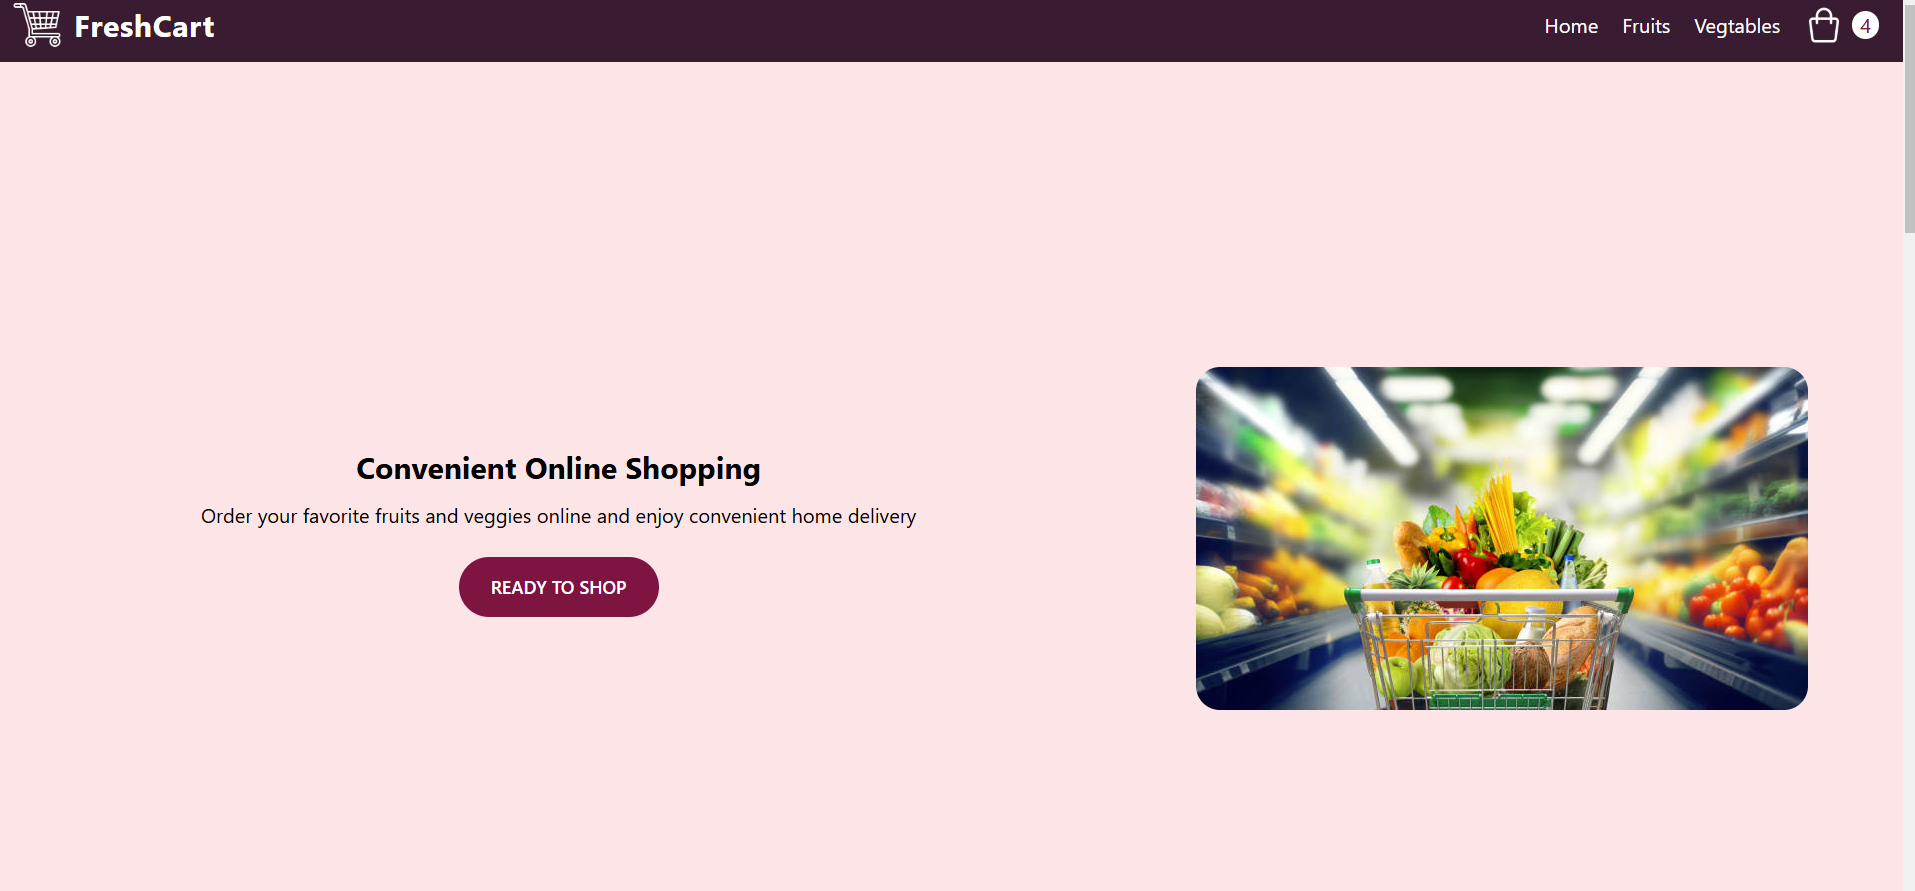 FreshCart
Home Fruits Vegtables 4
Convenient Online Shopping
Order your favorite fruits and veggies online and enjoy convenient home delivery
READY TO SHOP